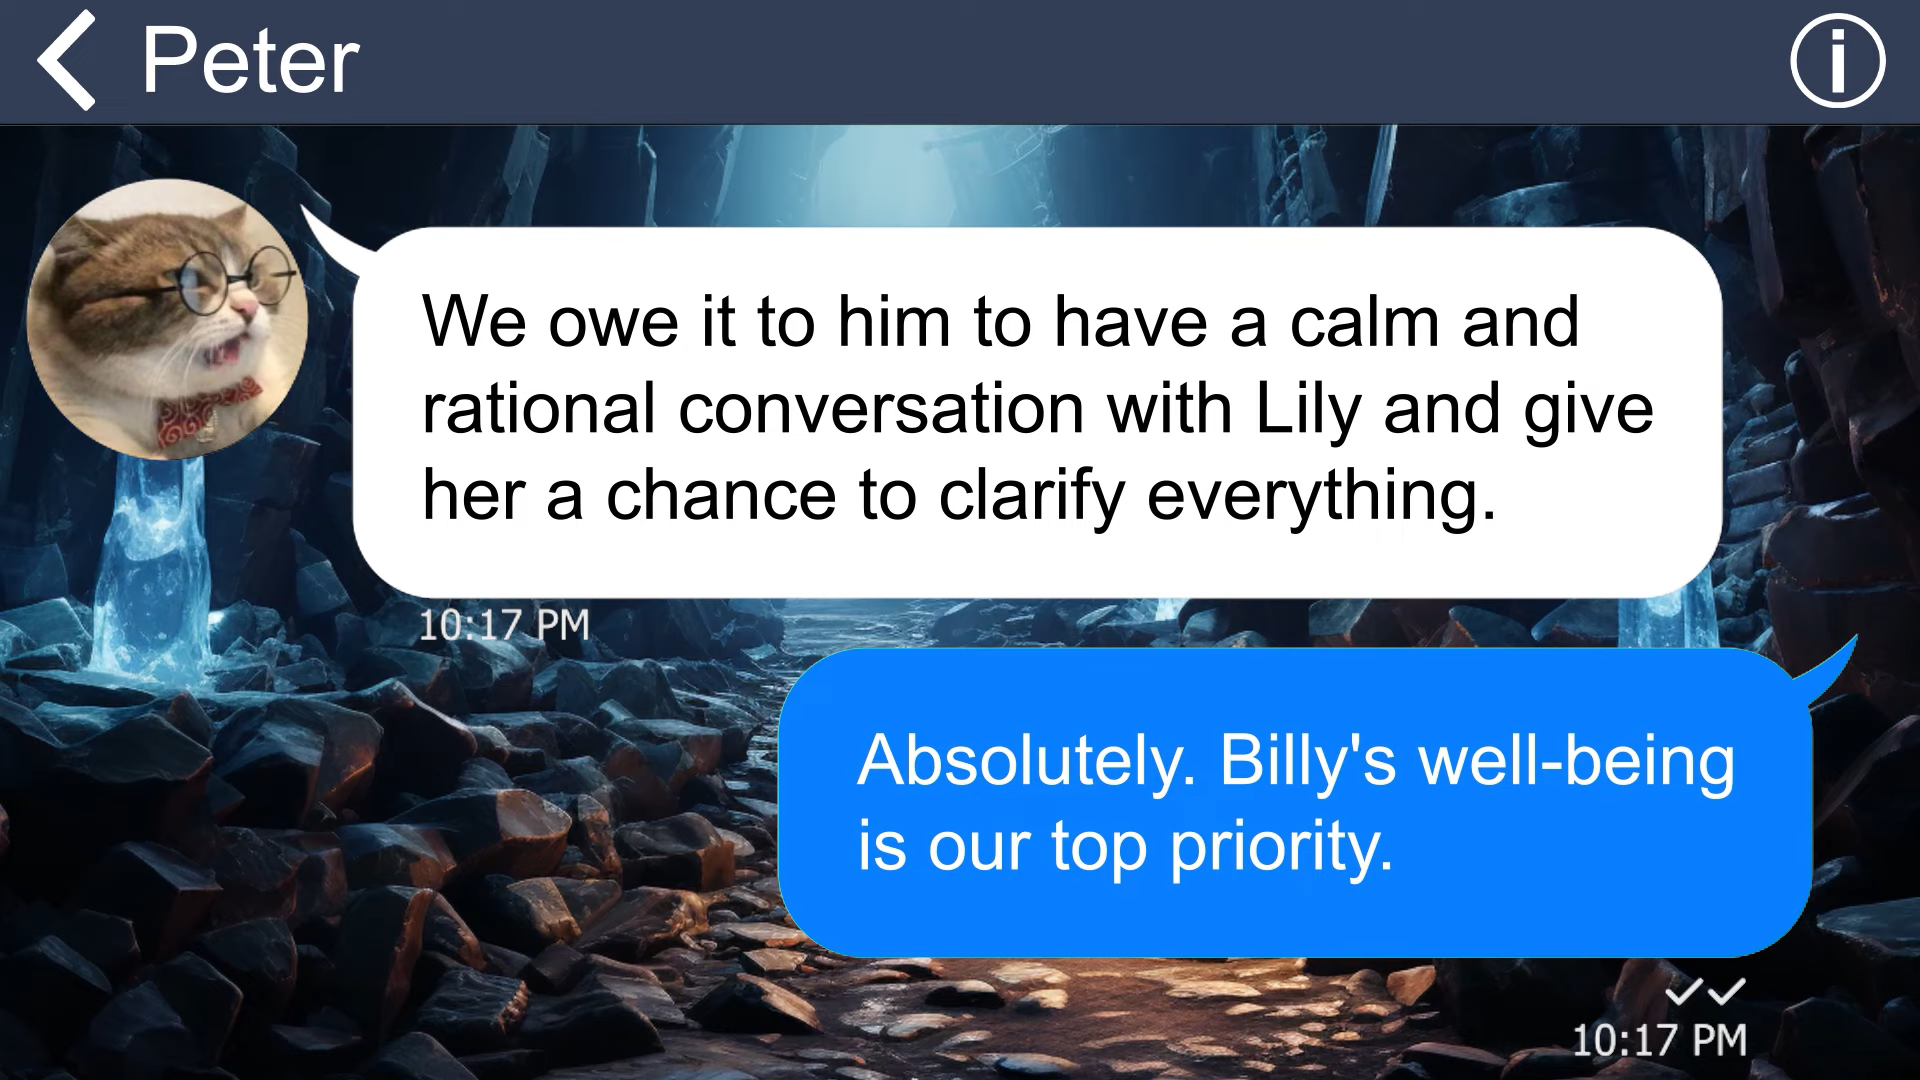 Peter
We owe it to him to have a calm and
rational conversation with Lily and give
her a chance to clarify everything.
10:17 PM
Absolutely. Billy's well-being
is our top priority.
10:17 PM